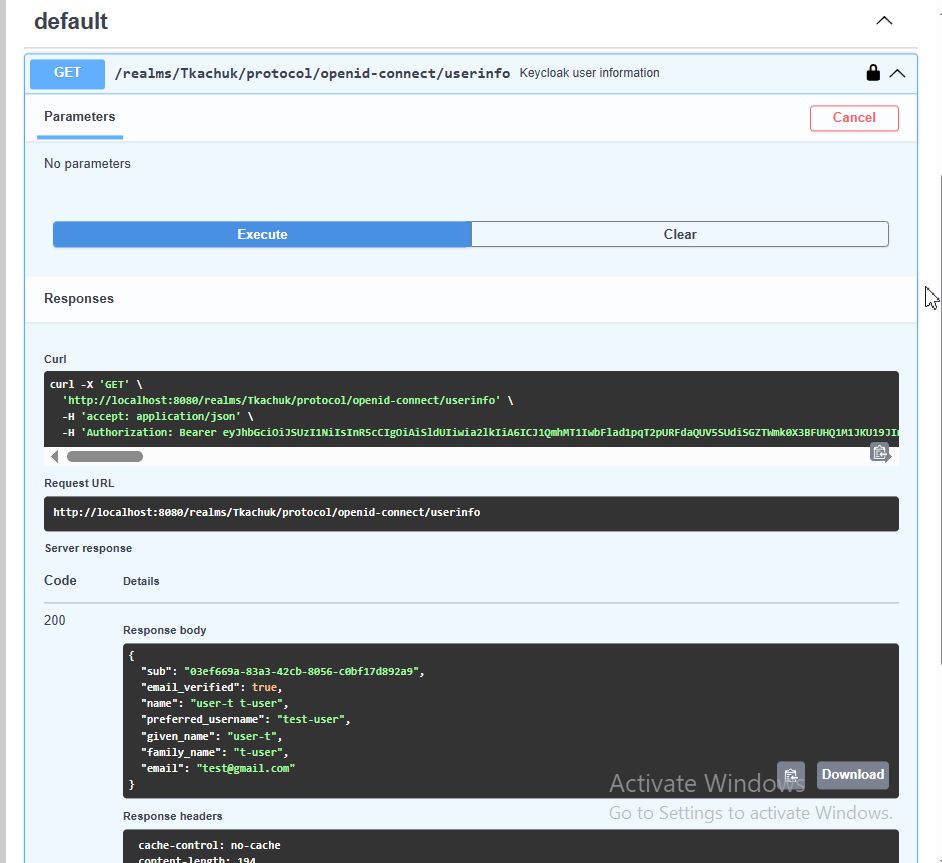 default
GET /realms/Tkachuk/protocol/openid-connect/userinfo Keycloak user information
Parameters
Cancel
No parameters
Execute
Clear
Responses
Curl
curl -X 'GET' \
'http://localhost:8080/realms/Tkachuk/protocol/openid-connect/userinfo' \
-H 'accept: application/json' \
-H 'Authorization: Bearer
Request URL
http://localhost:8080/realms/Tkachuk/protocol/openid-connect/userinfo
Server response
Code Details
200
Response body
{
"sub": "03ef669a-83a3-42cb-8056-c0bf17d892a9",
"email_verified": true,
"name": "user-t t-user",
"preferred_username": "test-user",
"given_name": "user-t",
"family_name": "t-user",
"email": "test@gmail.com"
}
Download
Activate Windows
Go to Settings to activate Windows.
Response headers
cache-control: no-cache
content-length: 194